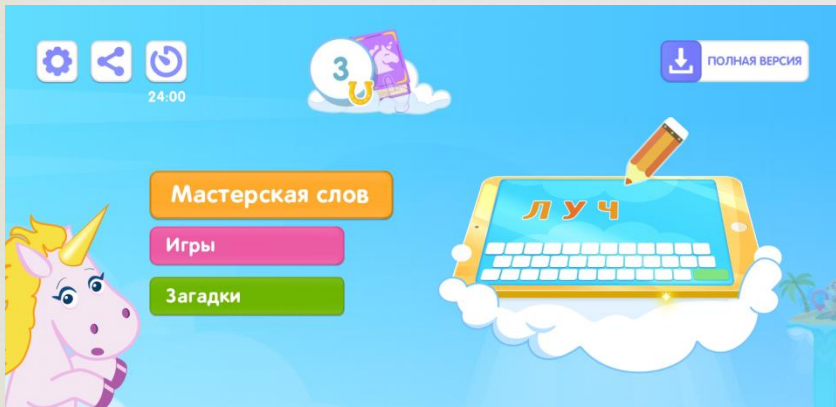 24:00
3
ПОЛНАЯ ВЕРСИЯ
Мастерская слов
Игры
Загадки
ЛУЧ